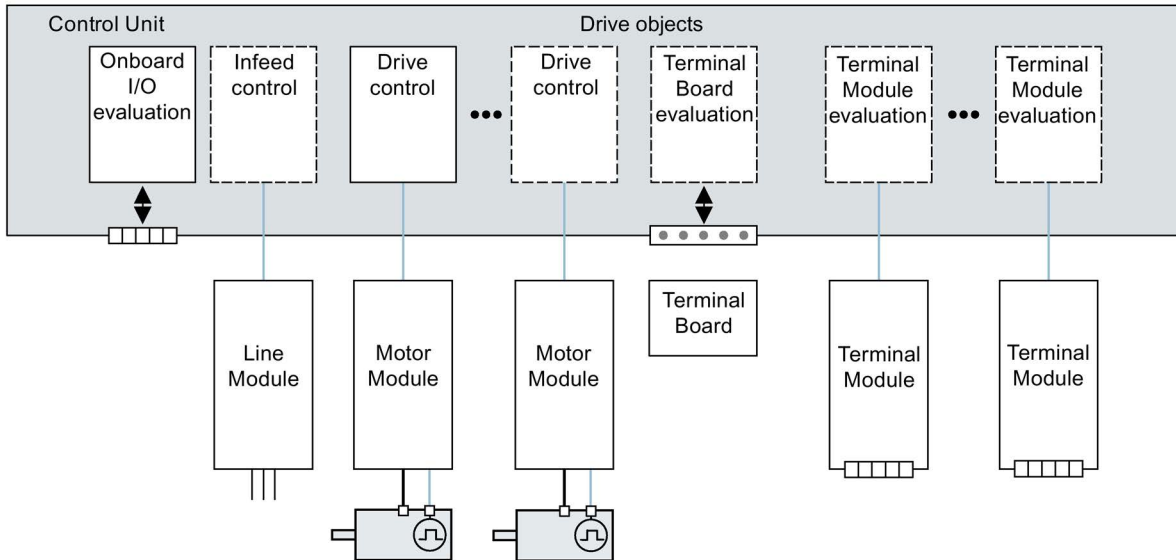 Control Unit
Drive objects
Onboard
I/O
evaluation
Infeed
control
Drive
control
Drive
control
Terminal
Board
evaluation
Terminal
Module
evaluation
Terminal
Module
evaluation
Line
Module
Motor
Module
Motor
Module
Terminal
Board
Terminal
Module
Terminal
Module